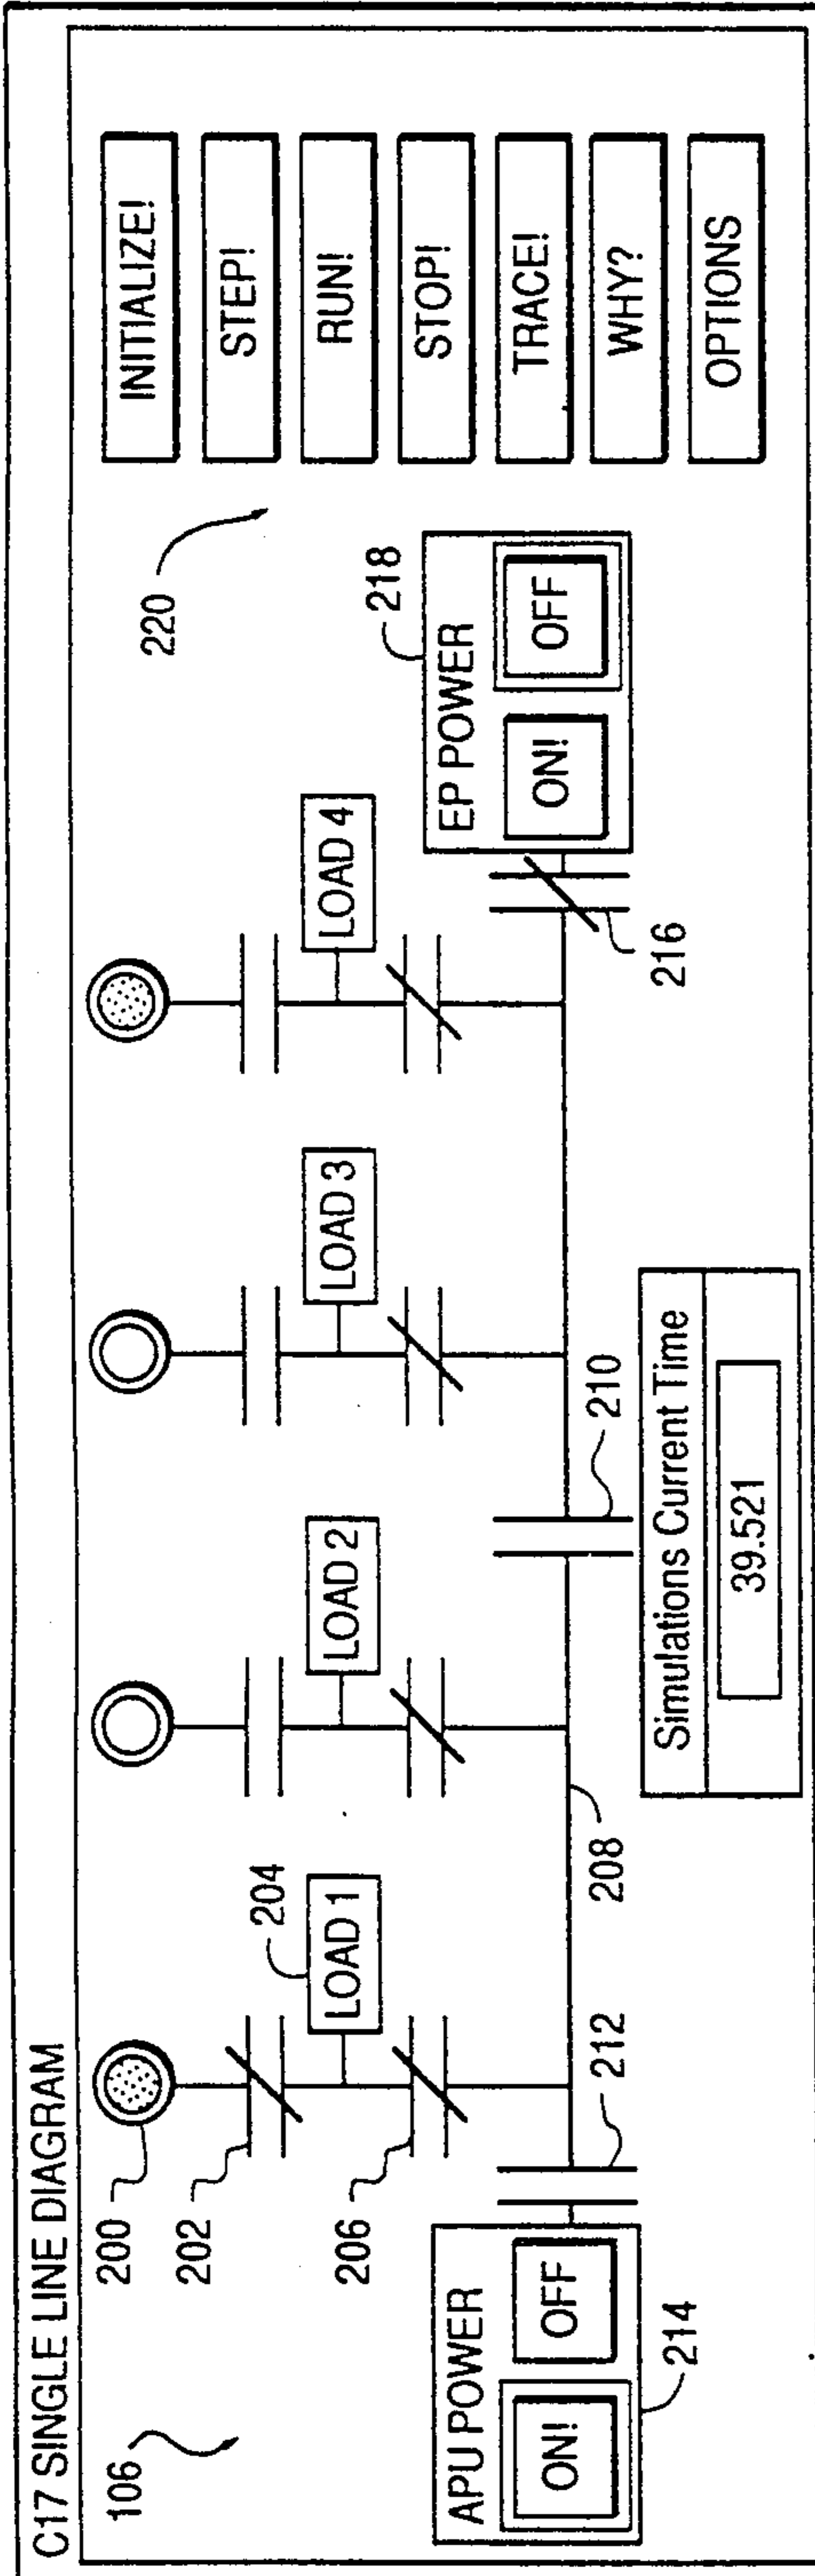 C17 SINGLE LINE DIAGRAM
106
200
202
204
LOAD 1
206
LOAD 2
LOAD 3
LOAD 4
208
210
212
APU POWER
ON!
OFF
214
216
EP POWER
ON!
OFF
218
Simulations Current Time
39.521
220
INITIALIZE!
STEP!
RUN!
STOP!
TRACE!
WHY?
OPTIONS